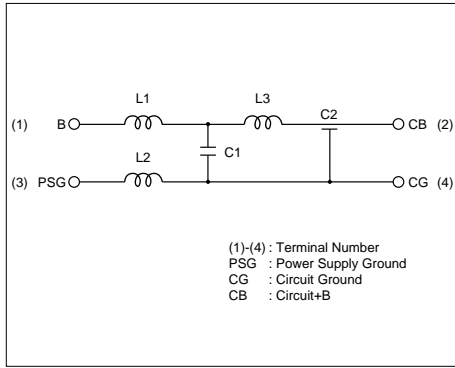 L1
L3
C2
(1) B
CB (2)
C1
L2
(3) PSG
CG (4)
(1)-(4) : Terminal Number
PSG : Power Supply Ground
CG : Circuit Ground
CB : Circuit+B